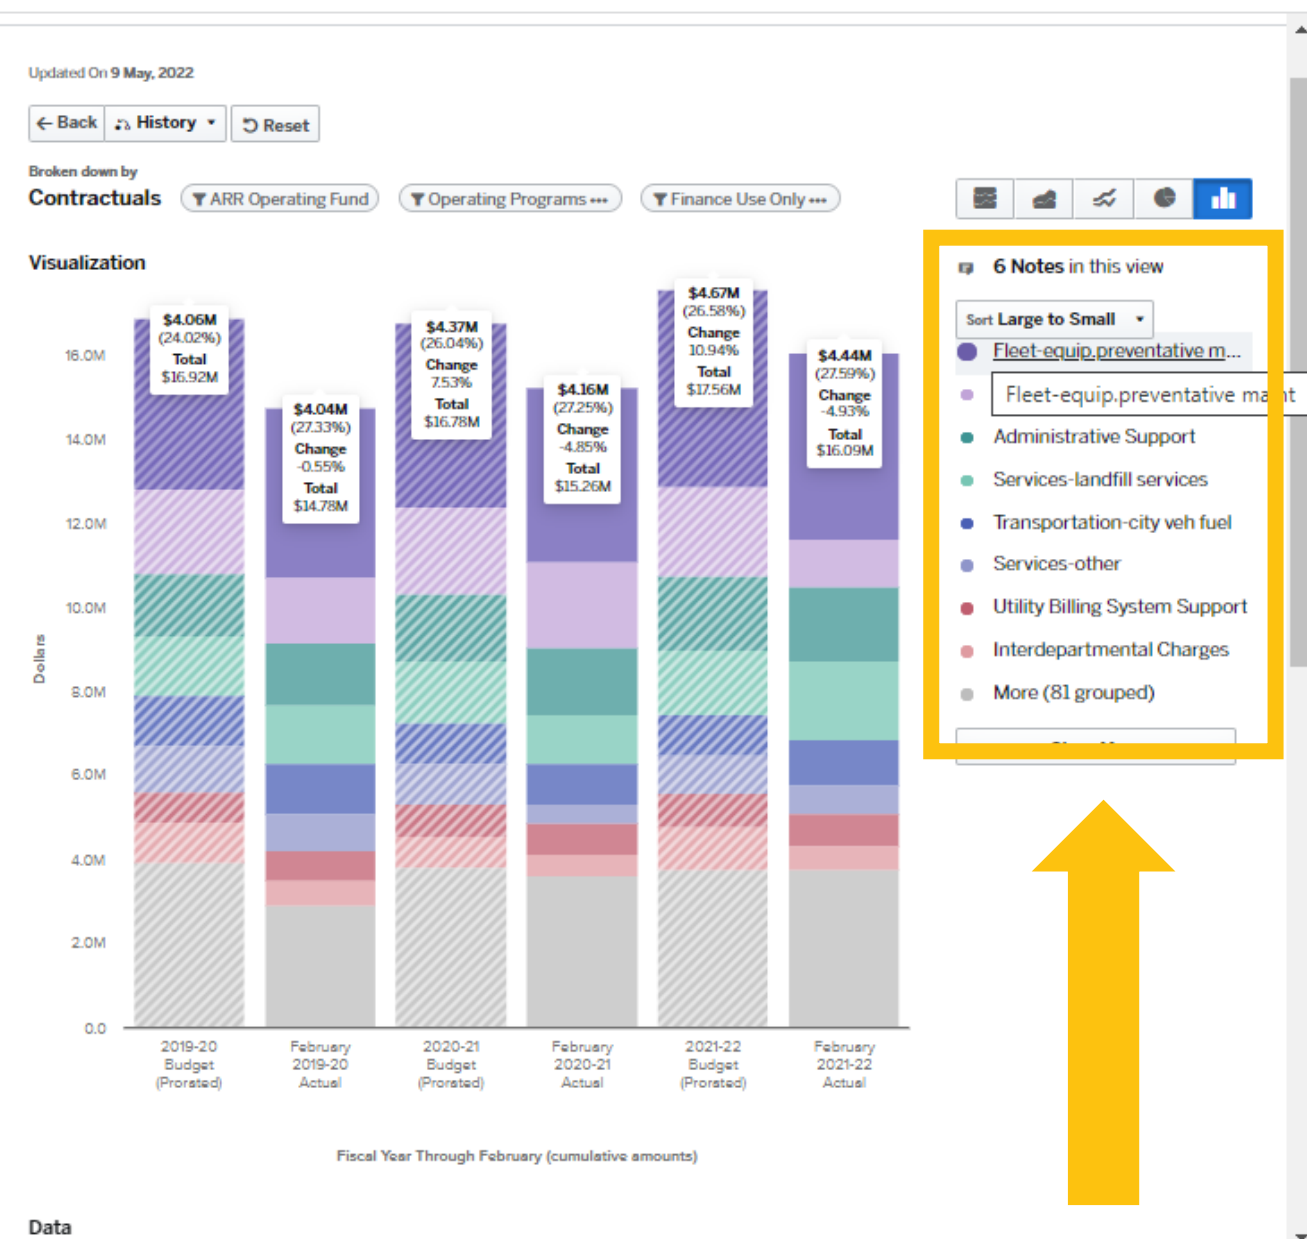 Updated On 9 May, 2022
← Back
History
Reset
Broken down by
Contractuals
ARR Operating Fund
Operating Programs •••
Finance Use Only •••
Visualization
6 Notes in this view
Sort Large to Small
Fleet-equip.preventative m...
Fleet-equip.preventative maint
Administrative Support
Services-landfill services
Transportation-city veh fuel
Services-other
Utility Billing System Support
Interdepartmental Charges
More (81 grouped)
$4.06M
(24.02%)
Total
$16.92M
$4.04M
(27.33%)
Change
-0.55%
Total
$14.78M
$4.37M
(26.04%)
Change
7.53%
Total
$16.78M
$4.16M
(27.25%)
Change
-4.85%
Total
$15.26M
$4.67M
(26.58%)
Change
10.94%
Total
$17.56M
$4.44M
(27.59%)
Change
-4.93%
Total
$16.09M
Dollars
16.0M
14.0M
12.0M
10.0M
8.0M
6.0M
4.0M
2.0M
0.0
2019-20
Budget
(Prorated)
February
2019-20
Actual
2020-21
Budget
(Prorated)
February
2020-21
Actual
2021-22
Budget
(Prorated)
February
2021-22
Actual
Fiscal Year Through February (cumulative amounts)
Data